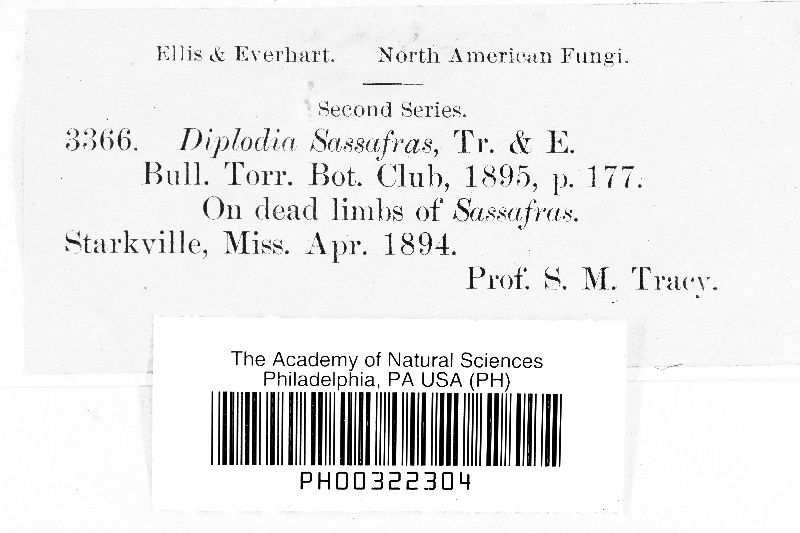 Ellis & Everhart. North American Fungi.
Second Series.
3366. Diplodia Sassafras, Tr. & E.
Bull. Torr. Bot. Club, 1895, p. 177.
On dead limbs of Sassafras.
Starkville, Miss. Apr. 1894.
Prof. S. M. Tracy.
The Academy of Natural Sciences
Philadelphia, PA USA (PH)
PH00322304